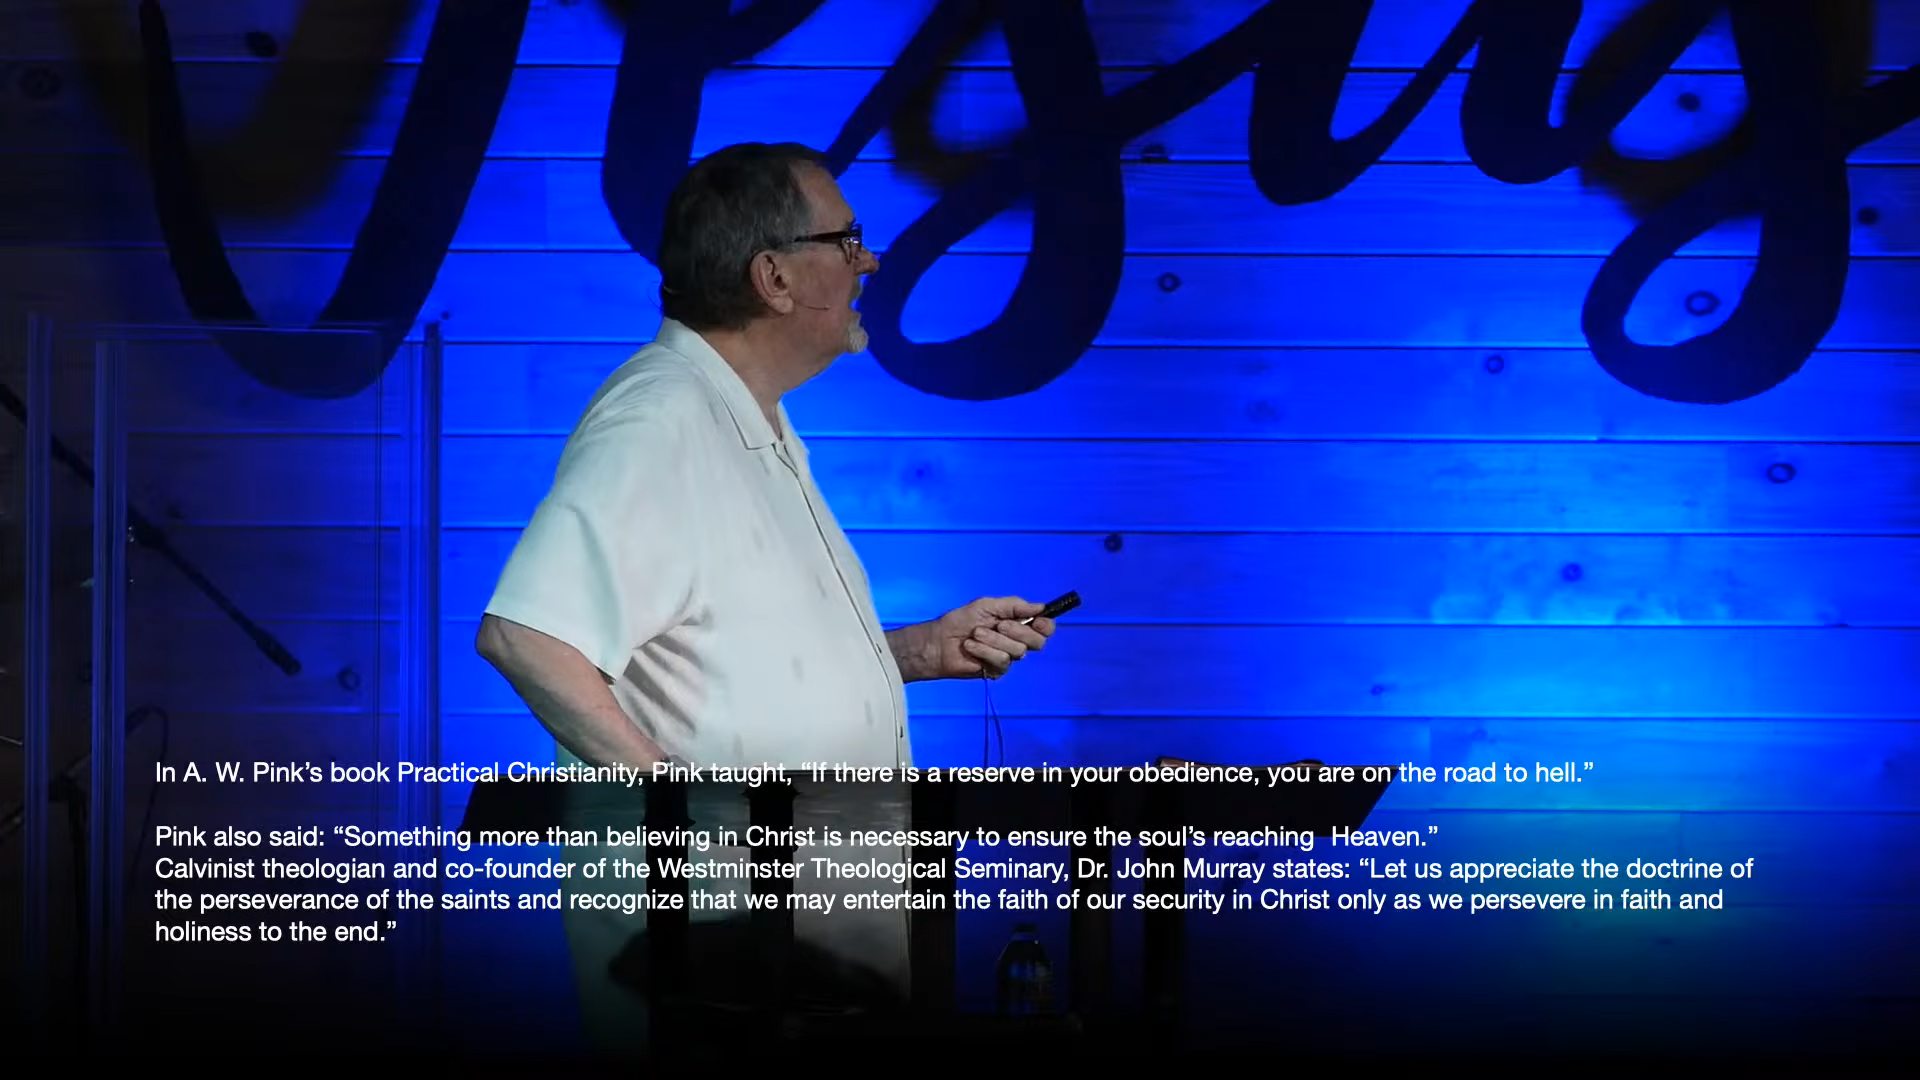 Jesus
In A. W. Pink’s book Practical Christianity, Pink taught, “If there is a reserve in your obedience, you are on the road to hell.”
Pink also said: “Something more than believing in Christ is necessary to ensure the soul’s reaching  Heaven.”
Calvinist theologian and co-founder of the Westminster Theological Seminary, Dr. John Murray states: “Let us appreciate the doctrine of
the perseverance of the saints and recognize that we may entertain the faith of our security in Christ only as we persevere in faith and
holiness to the end.”